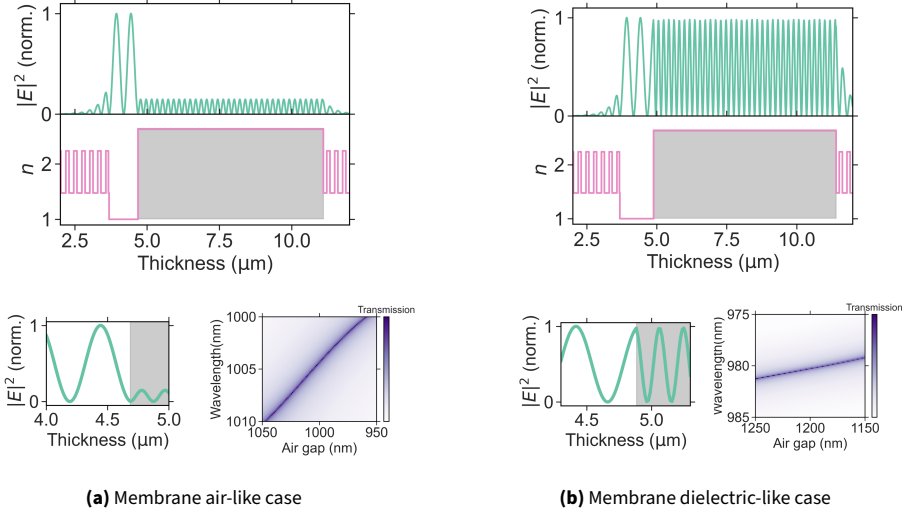 |E|² (norm.)
1
0
n
2
1
2.5 5.0 7.5 10.0
Thickness (μm)
|E|² (norm.)
1
0
n
2
1
2.5 5.0 7.5 10.0
Thickness (μm)
|E|² (norm.)
1
0
4.0 4.5 5.0
Thickness (μm)
Transmission
Wavelength(nm)
1000
1005
1010
1050 1000 950
Air gap (nm)
|E|² (norm.)
1
0
4.5 5.0
Thickness (μm)
Transmission
Wavelength(nm)
975
980
985
1250 1200 1150
Air gap (nm)
(a) Membrane air-like case
(b) Membrane dielectric-like case